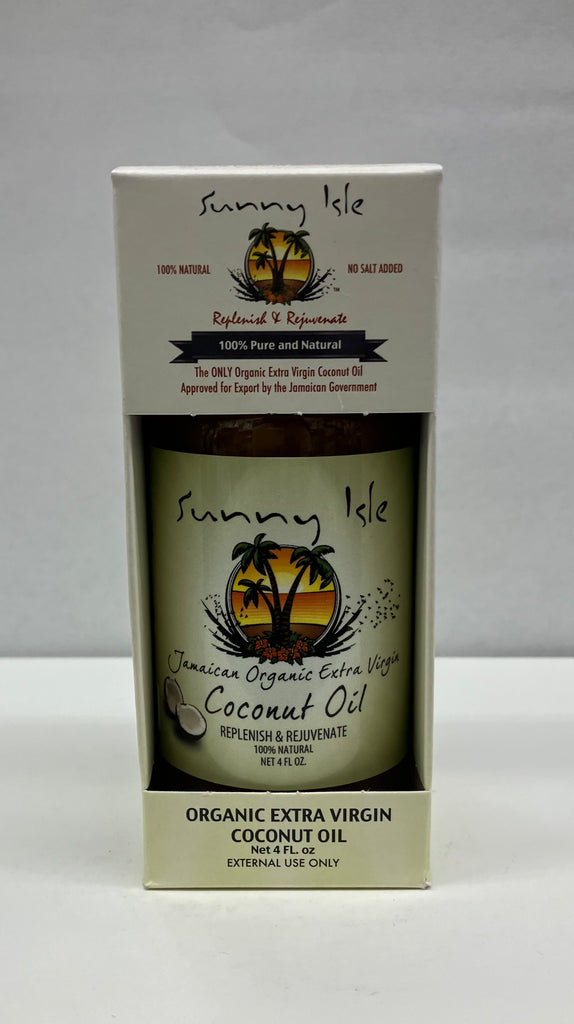 Sunny Isle
100% NATURAL
NO SALT ADDED
TM
Replenish & Rejuvenate
100% Pure and Natural
The ONLY Organic Extra Virgin Coconut Oil
Approved for Export by the Jamaican Government
Sunny Isle
Jamaican Organic Extra Virgin
Coconut Oil
REPLENISH & REJUVENATE
100% NATURAL
NET 4 FL OZ.
ORGANIC EXTRA VIRGIN
COCONUT OIL
Net 4 FL. oz
EXTERNAL USE ONLY